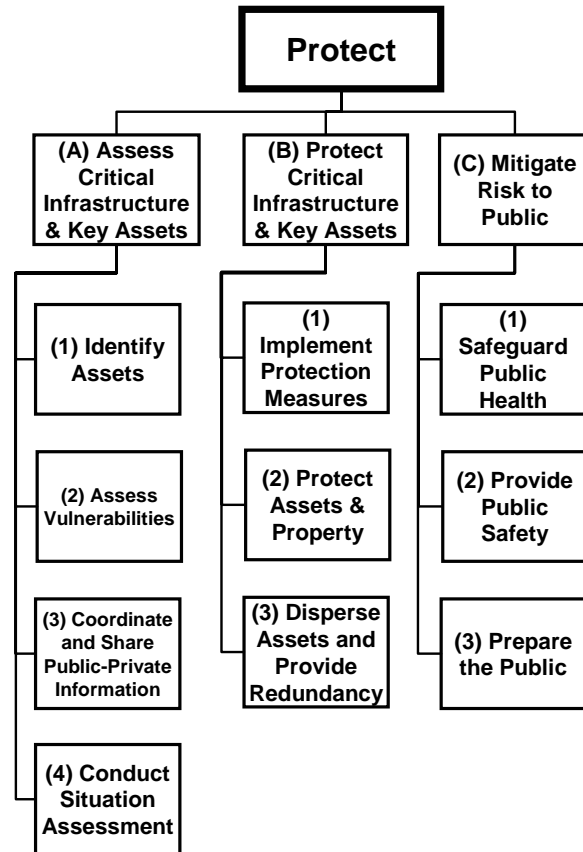 Protect
(A) Assess
Critical
Infrastructure
& Key Assets
(B) Protect
Critical
Infrastructure
& Key Assets
(C) Mitigate
Risk to
Public
(1) Identify
Assets
(2) Assess
Vulnerabilities
(3) Coordinate
and Share
Public-Private
Information
(4) Conduct
Situation
Assessment
(1)
Implement
Protection
Measures
(2) Protect
Assets &
Property
(3) Disperse
Assets and
Provide
Redundancy
(1)
Safeguard
Public
Health
(2) Provide
Public
Safety
(3) Prepare
the Public